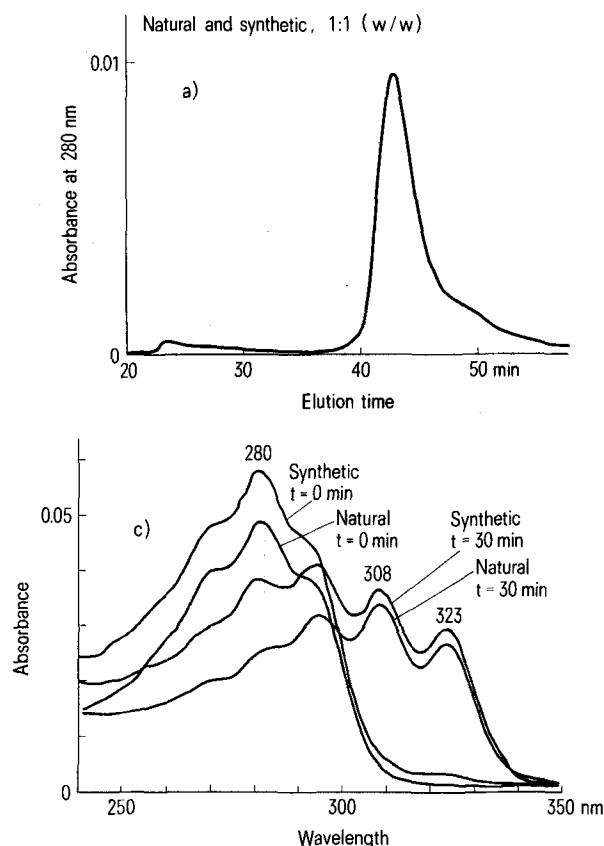 Natural and synthetic, 1:1 (w/w)
a)
0.01
0
Absorbance at 280 nm
20
30
40
50 min
Elution time
c)
280
Synthetic
t = 0 min
Natural
t = 0 min
Synthetic
t = 30 min
Natural
t = 30 min
308
323
0.05
0
Absorbance
250
300
350 nm
Wavelength